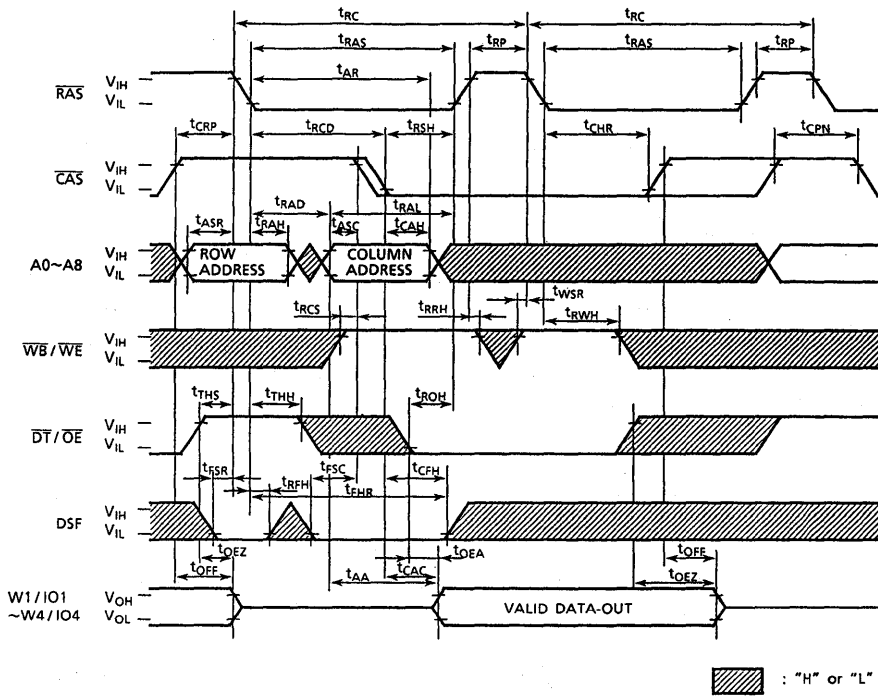 tRC tRC
tRAS tRP tRAS tRP
tAR
RAS VIH
VIL
tCRP tRCD tRSH tCHR tCPN
CAS VIH
VIL
tRAD tRAL
tASR tRAH tASC tCAH
A0~A8 VIH
VIL
ROW
ADDRESS
COLUMN
ADDRESS
tWSR
tRCS tRRH tRWH
WB/WE VIH
VIL
tTHS tTHH tROH
DT/OE VIH
VIL
tFSR tRFH tFSC tCFH
tFHR
DSF VIH
VIL
tOEZ tOEA tOFF
tOFF tAA tCAC tOEZ
W1/IO1
~W4/IO4
VOH
VOL
VALID DATA-OUT
: "H" or "L"